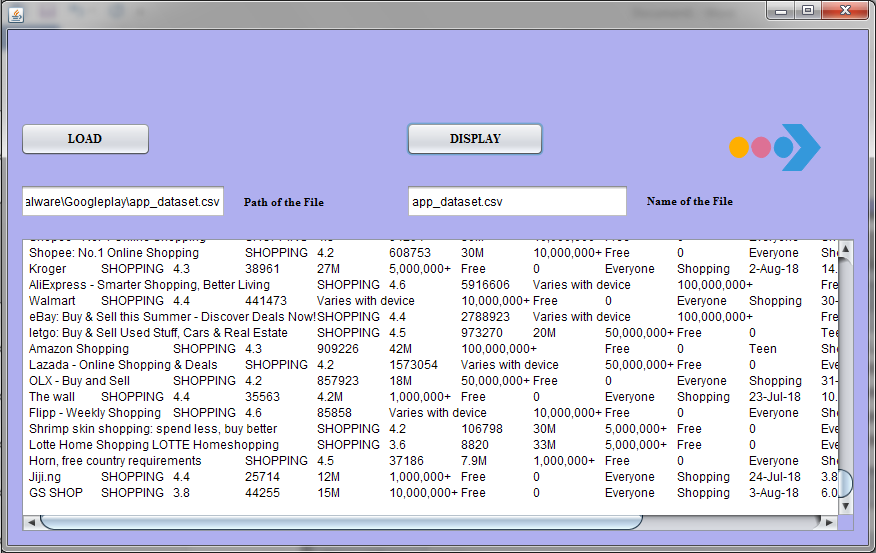 LOAD DISPLAY
alware\Googleplay\app_dataset.csv Path of the File app_dataset.csv Name of the File
Shopee: No.1 Online Shopping SHOPPING 4.2 608753 30M 10,000,000+ Free 0 Everyone Sho
Kroger SHOPPING 4.3 38961 27M 5,000,000+ Free 0 Everyone Shopping 2-Aug-18 14.
AliExpress - Smarter Shopping, Better Living SHOPPING 4.6 5916606 Varies with device 100,000,000+ Fre
Walmart SHOPPING 4.4 441473 Varies with device 10,000,000+ Free 0 Everyone Shopping 30-
eBay: Buy & Sell this Summer - Discover Deals Now! SHOPPING 4.4 2788923 Varies with device 100,000,000+ Fre
letgo: Buy & Sell Used Stuff, Cars & Real Estate SHOPPING 4.5 973270 20M 50,000,000+ Free 0 Tee
Amazon Shopping SHOPPING 4.3 909226 42M 100,000,000+ Free 0 Teen Sho
Lazada - Online Shopping & Deals SHOPPING 4.2 1573054 Varies with device 50,000,000+ Free 0 Eve
OLX - Buy and Sell SHOPPING 4.2 857923 18M 50,000,000+ Free 0 Everyone Shopping 31-
The wall SHOPPING 4.4 35563 4.2M 1,000,000+ Free 0 Everyone Shopping 23-Jul-18 10.
Flipp - Weekly Shopping SHOPPING 4.6 85858 Varies with device 10,000,000+ Free 0 Everyone Sho
Shrimp skin shopping: spend less, buy better SHOPPING 4.2 106798 30M 5,000,000+ Free 0 Eve
Lotte Home Shopping LOTTE Homeshopping SHOPPING 3.6 8820 33M 5,000,000+ Free 0 Eve
Horn, free country requirements SHOPPING 4.5 37186 7.9M 1,000,000+ Free 0 Everyone Sho
Jiji.ng SHOPPING 4.4 25714 12M 1,000,000+ Free 0 Everyone Shopping 24-Jul-18 3.8
GS SHOP SHOPPING 3.8 44255 15M 10,000,000+ Free 0 Everyone Shopping 3-Aug-18 6.0